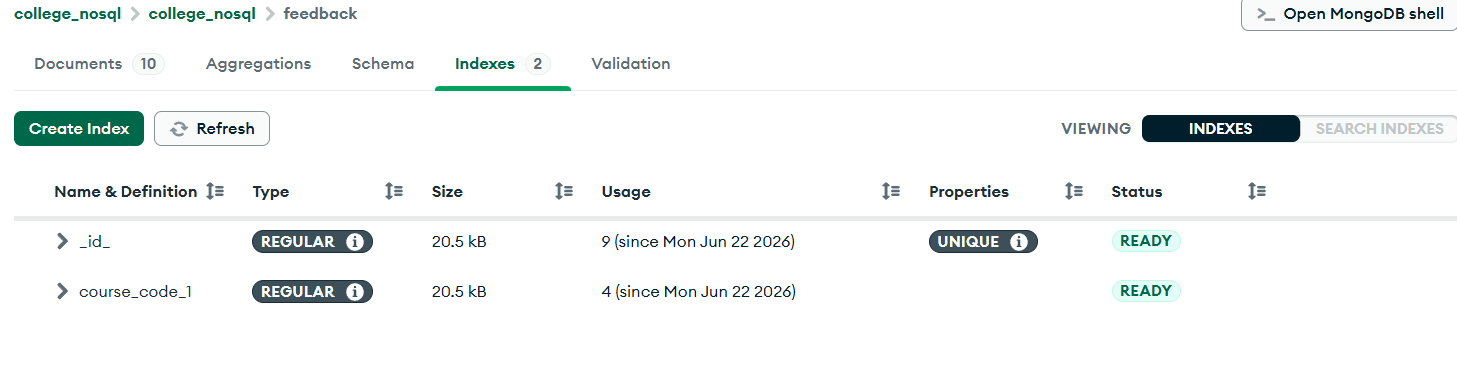 college_nosql > college_nosql > feedback
>_ Open MongoDB shell
Documents 10 Aggregations Schema Indexes 2 Validation
Create Index Refresh VIEWING INDEXES SEARCH INDEXES
Name & Definition Type Size Usage Properties Status
_id_ REGULAR i 20.5 kB 9 (since Mon Jun 22 2026) UNIQUE i READY
course_code_1 REGULAR i 20.5 kB 4 (since Mon Jun 22 2026) READY